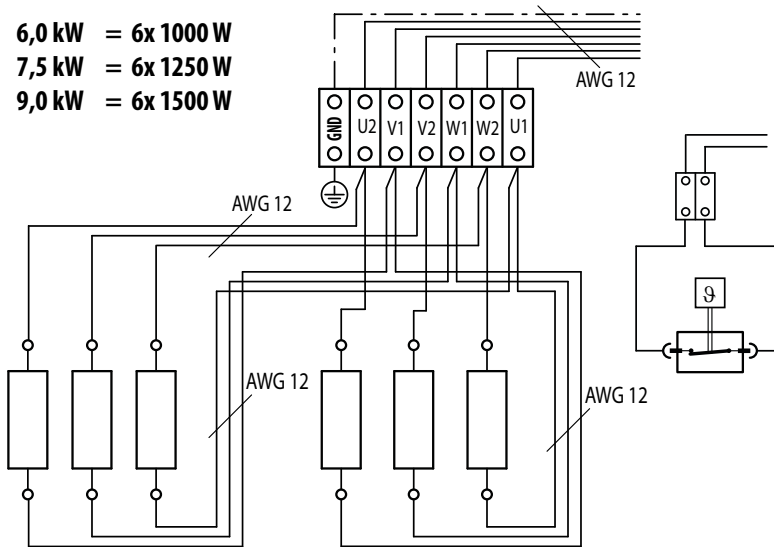 6,0 kW = 6x 1000 W
7,5 kW = 6x 1250 W
9,0 kW = 6x 1500 W
AWG 12
GND U2 V1 V2 W1 W2 U1
AWG 12
ϑ
AWG 12
AWG 12